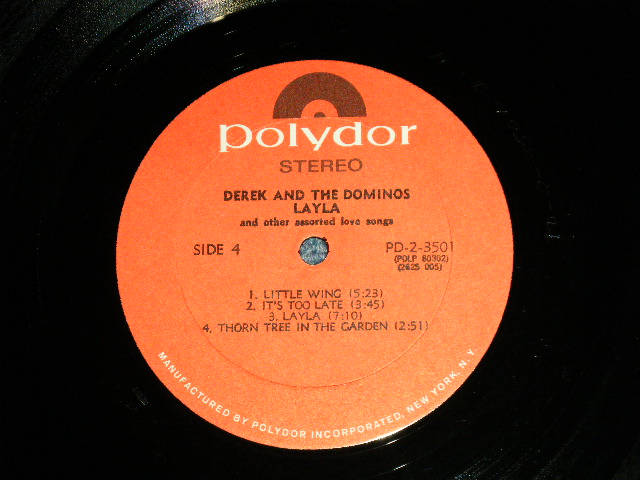 polydor
STEREO
DEREK AND THE DOMINOS
LAYLA
and other assorted love songs
SIDE 4
PD-2-3501
(POLP 60302)
(2625 005)
1. LITTLE WING (5:23)
2. IT'S TOO LATE (3:45)
3. LAYLA (7:10)
4. THORN TREE IN THE GARDEN (2:51)
MANUFACTURED BY POLYDOR INCORPORATED, NEW YORK, N. Y.